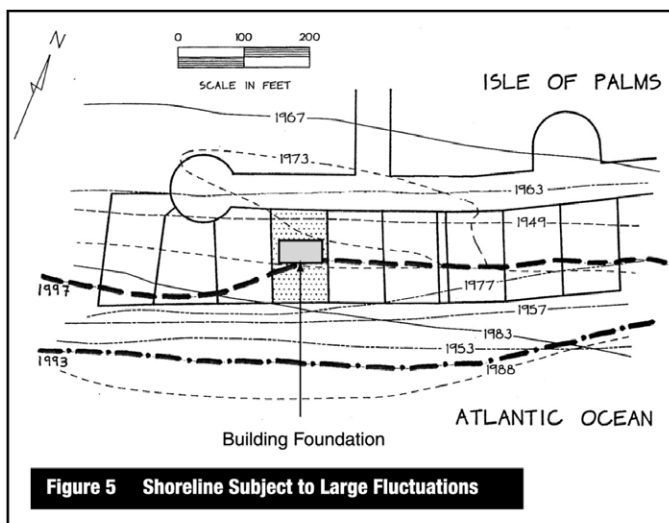 N
0 100 200
SCALE IN FEET
ISLE OF PALMS
1967
1973
1963
1949
1997
1977
1957
1983
1953
1993
1988
ATLANTIC OCEAN
Building Foundation
Figure 5 Shoreline Subject to Large Fluctuations